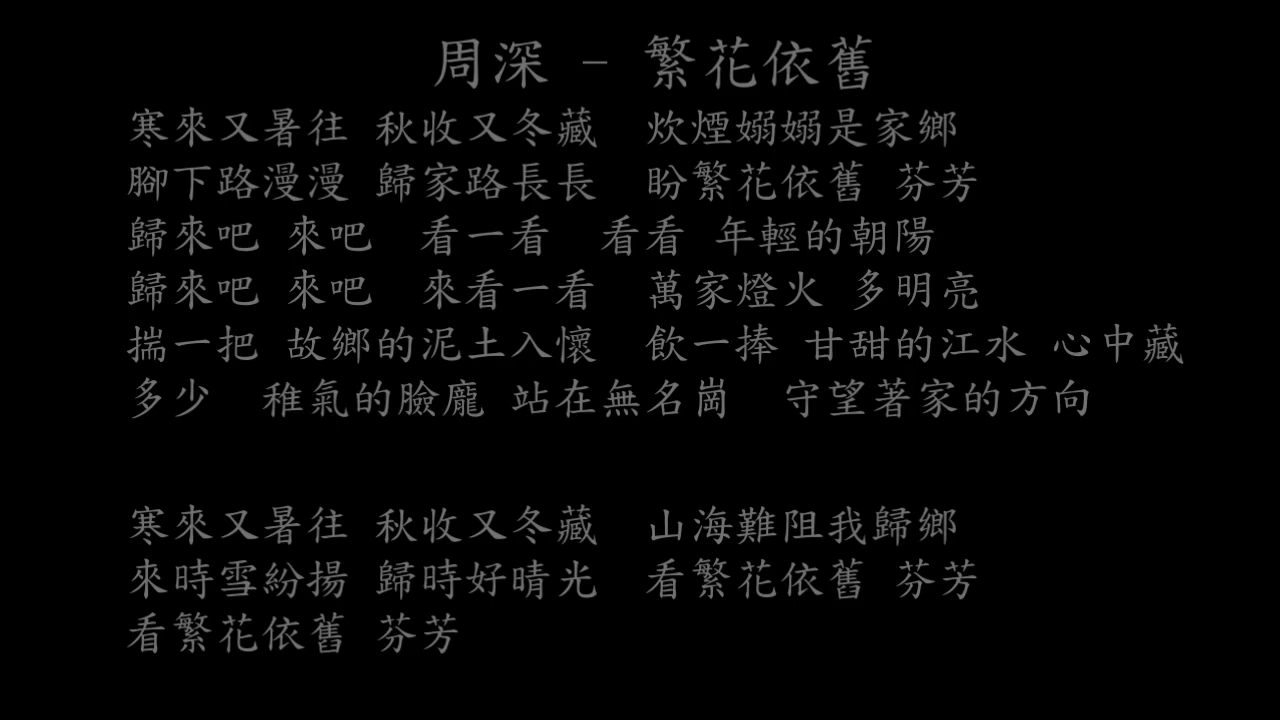 周深 - 繁花依舊
寒來又暑往 秋收又冬藏　炊煙嫋嫋是家鄉
腳下路漫漫 歸家路長長　盼繁花依舊 芬芳
歸來吧 來吧　看一看　看看 年輕的朝陽
歸來吧 來吧　來看一看　萬家燈火 多明亮
揣一把 故鄉的泥土入懷　飲一捧 甘甜的江水 心中藏
多少　稚氣的臉龐 站在無名崗　守望著家的方向
寒來又暑往 秋收又冬藏　山海難阻我歸鄉
來時雪紛揚 歸時好晴光　看繁花依舊 芬芳
看繁花依舊 芬芳